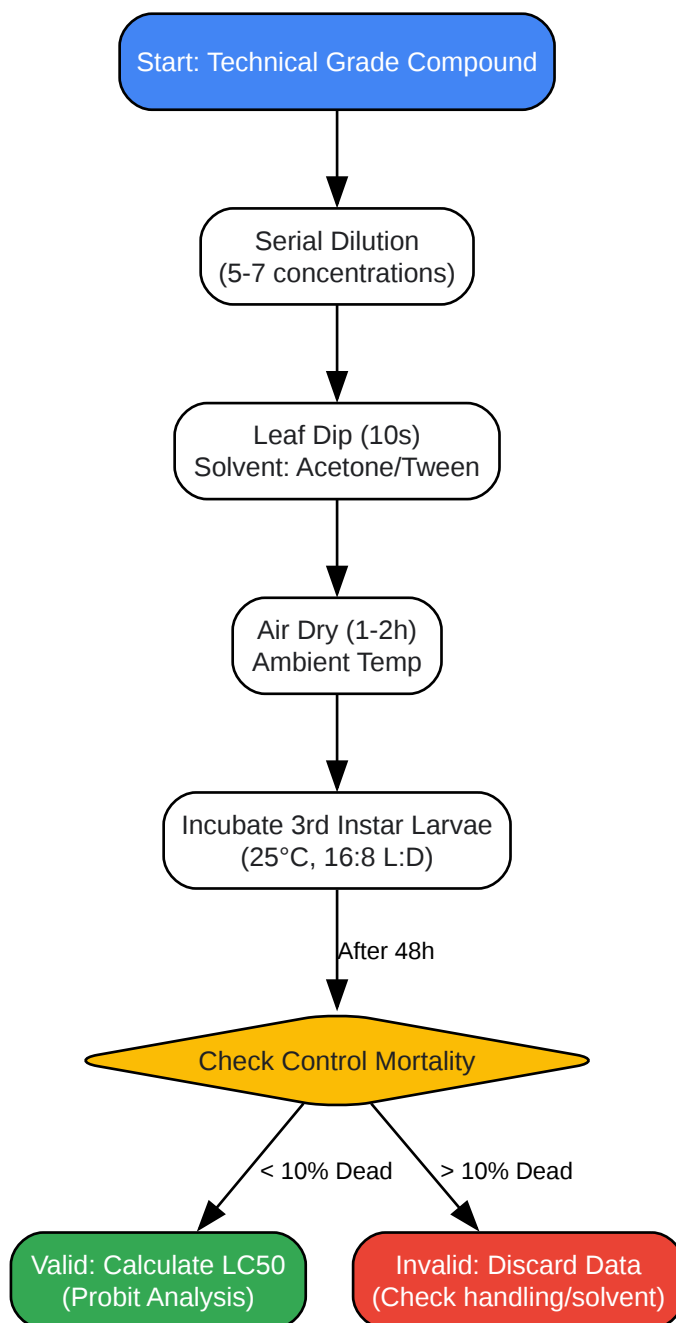 Start: Technical Grade Compound
Serial Dilution
(5-7 concentrations)
Leaf Dip (10s)
Solvent: Acetone/Tween
Air Dry (1-2h)
Ambient Temp
Incubate 3rd Instar Larvae
(25°C, 16:8 L:D)
After 48h
Check Control Mortality
< 10% Dead
> 10% Dead
Valid: Calculate LC50
(Probit Analysis)
Invalid: Discard Data
(Check handling/solvent)